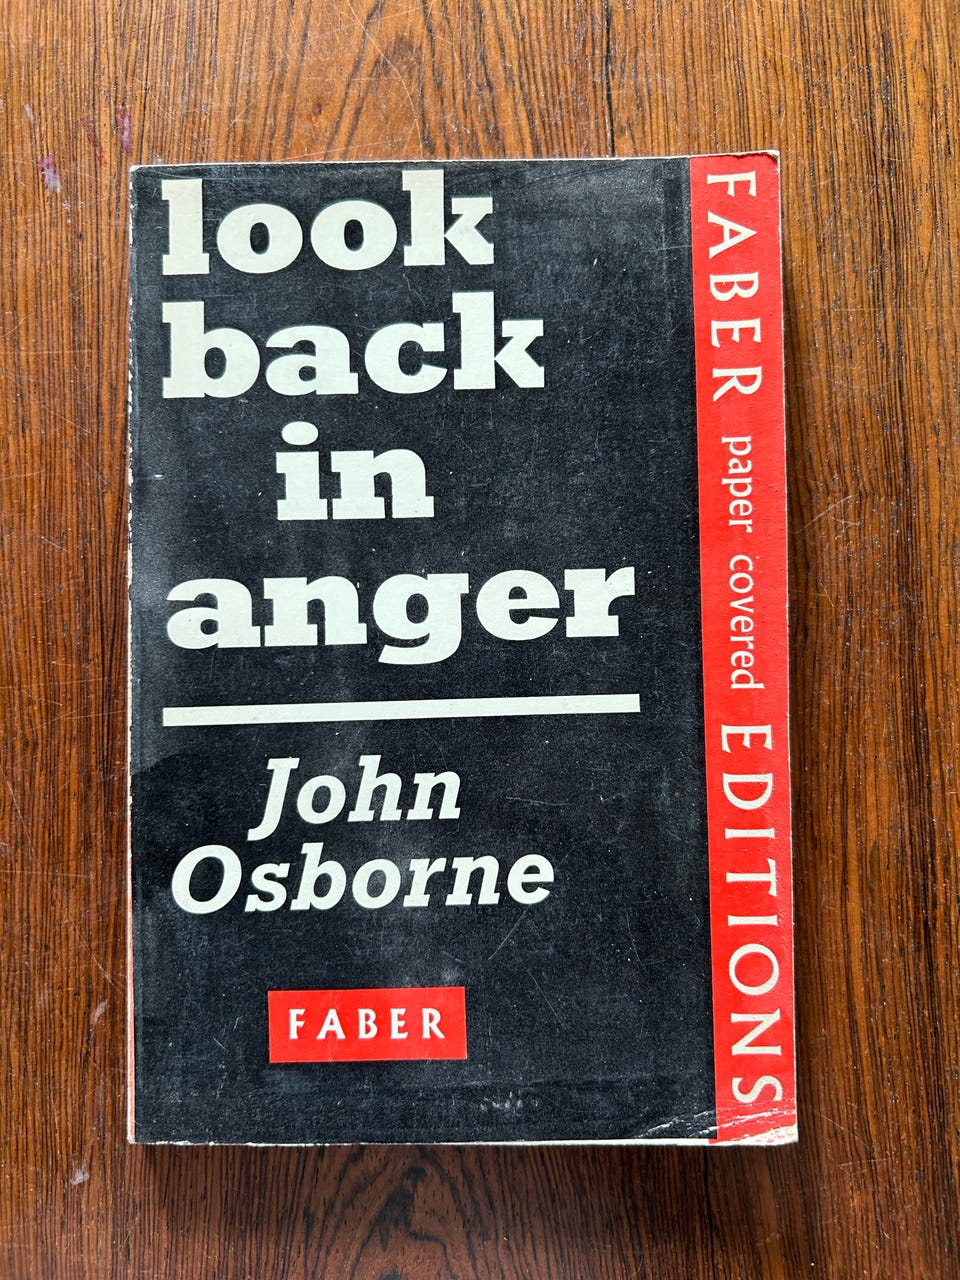 look
back
in
anger
John
Osborne
FABER
FABER paper covered EDITIONS